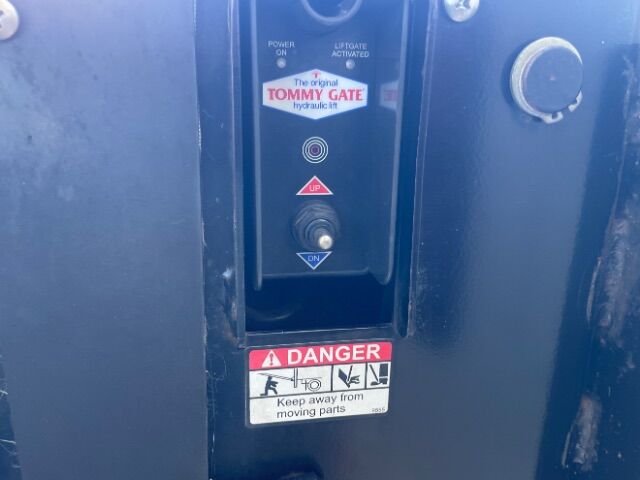 POWER ON
LIFTGATE ACTIVATED
The original
TOMMY GATE
hydraulic lift
UP
DN
DANGER
Keep away from
moving parts